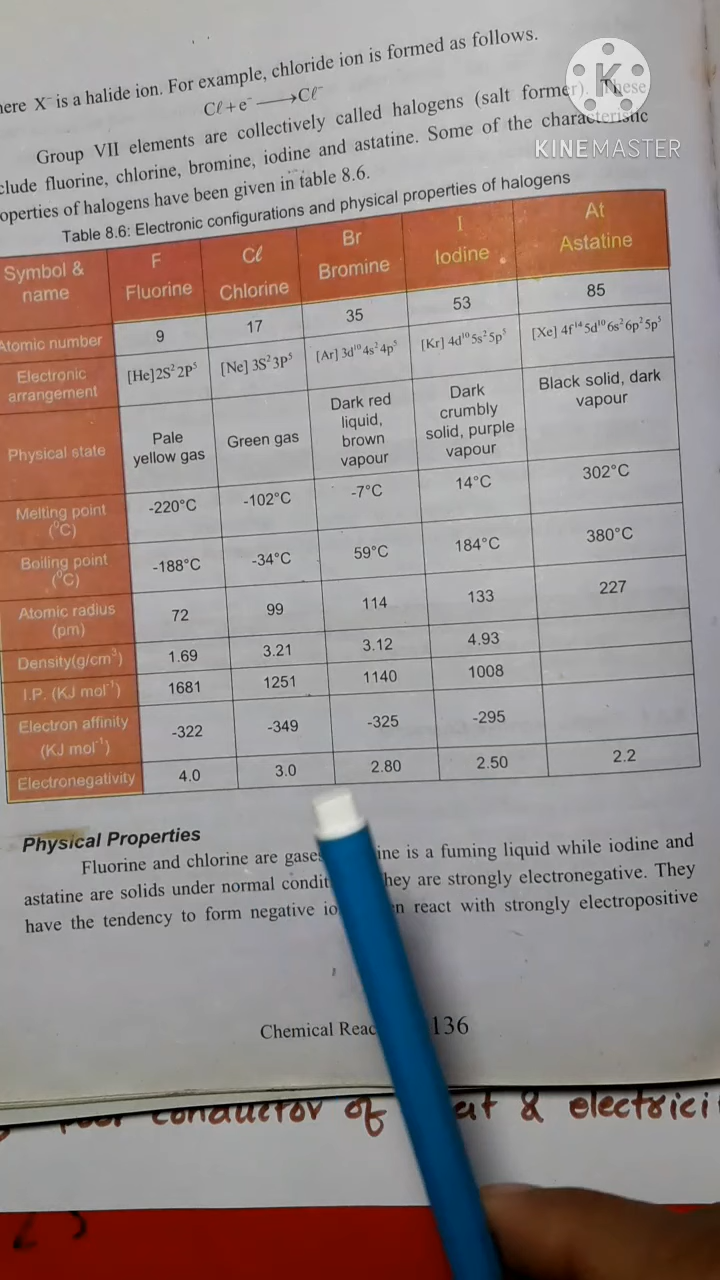 here X⁻ is a halide ion. For example, chloride ion is formed as follows.
Cℓ+e⁻ ⟶Cℓ⁻
Group VII elements are collectively called halogens (salt former). These
clude fluorine, chlorine, bromine, iodine and astatine. Some of the characteristic
operties of halogens have been given in table 8.6.
K
KINEMASTER
Table 8.6: Electronic configurations and physical properties of halogens
Symbol & name F Fluorine Cℓ Chlorine Br Bromine I Iodine At Astatine
Atomic number 9 17 35 53 85
Electronic arrangement [He]2S²2P⁵ [Ne] 3S²3P⁵ [Ar] 3d¹⁰4s²4p⁵ [Kr] 4d¹⁰5s²5p⁵ [Xe] 4f¹⁴5d¹⁰6s²6p²5p⁵
Physical state Pale yellow gas Green gas Dark red liquid, brown vapour Dark crumbly solid, purple vapour Black solid, dark vapour
Melting point (⁰C) -220°C -102°C -7°C 14°C 302°C
Boiling point (⁰C) -188°C -34°C 59°C 184°C 380°C
Atomic radius (pm) 72 99 114 133 227
Density(g/cm³) 1.69 3.21 3.12 4.93
I.P. (KJ mol⁻¹) 1681 1251 1140 1008
Electron affinity (KJ mol⁻¹) -322 -349 -325 -295
Electronegativity 4.0 3.0 2.80 2.50 2.2
Physical Properties
Fluorine and chlorine are gases ine is a fuming liquid while iodine and
astatine are solids under normal condit hey are strongly electronegative. They
have the tendency to form negative io n react with strongly electropositive
Chemical Reac 136
conductor of at & electrici